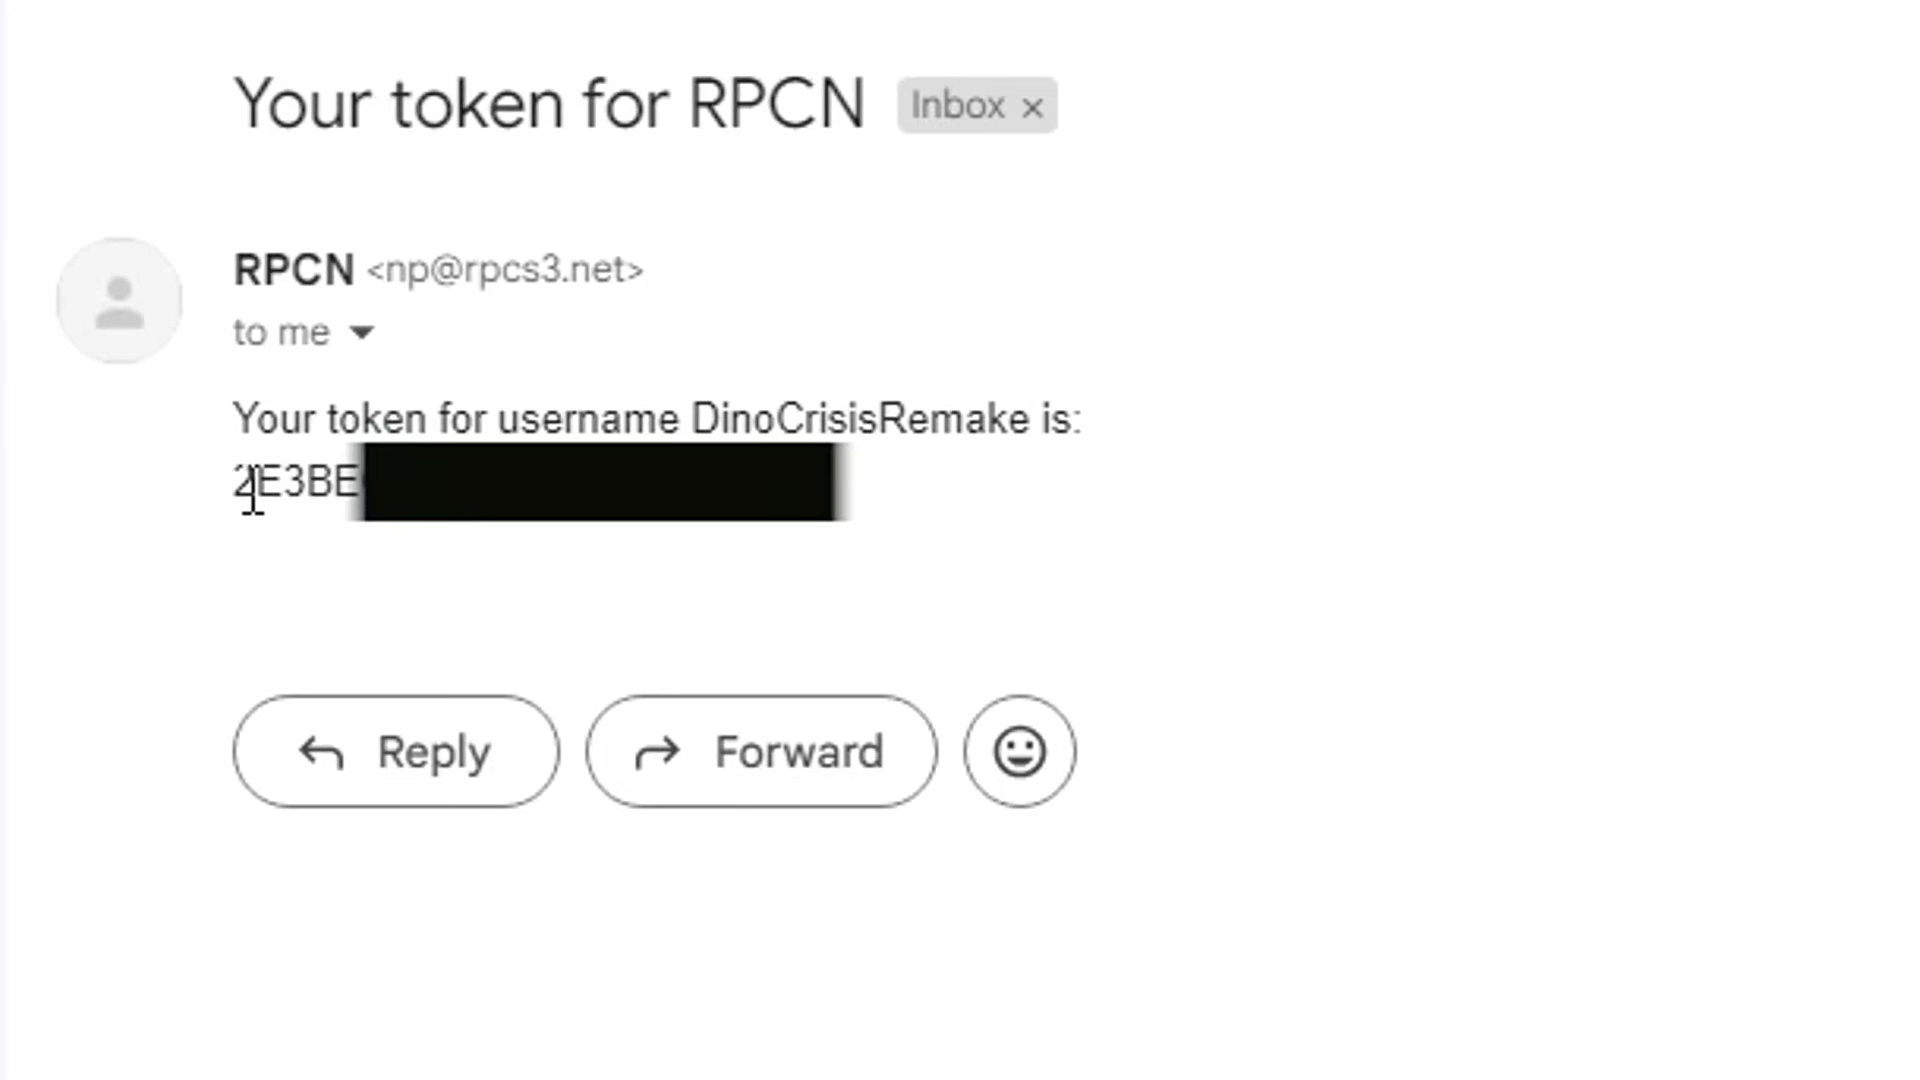 Your token for RPCN Inbox ×
RPCN <np@rpcs3.net>
to me
Your token for username DinoCrisisRemake is:
2E3BE
Reply Forward